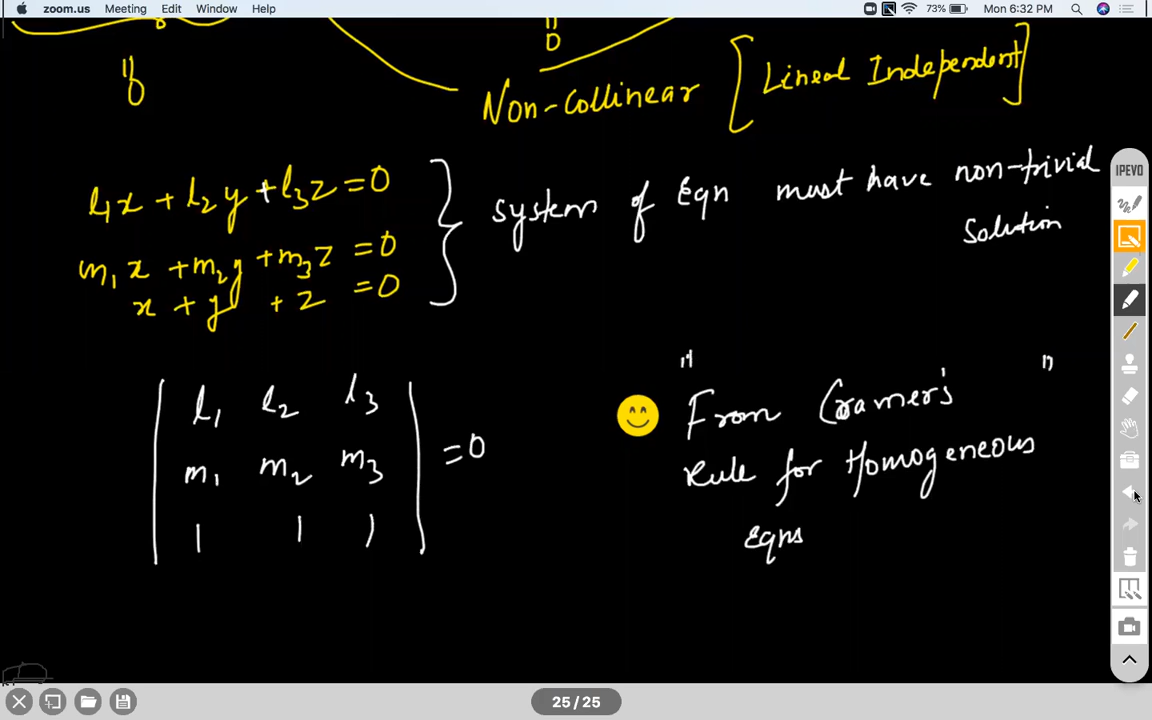 zoom.us Meeting Edit Window Help 73% Mon 6:32 PM
D
if
Non-Collinear [Lineal Independent]
l1x + l2y + l3z = 0
m1x + m2y + m3z = 0
x + y + z = 0
system of Eqn must have non-trivial
Solution
| l1 l2 l3 |
| m1 m2 m3 | = 0
| 1 1 1 |
" From Cramer's "
Rule for Homogeneous
Eqns
IPEVO
25 / 25